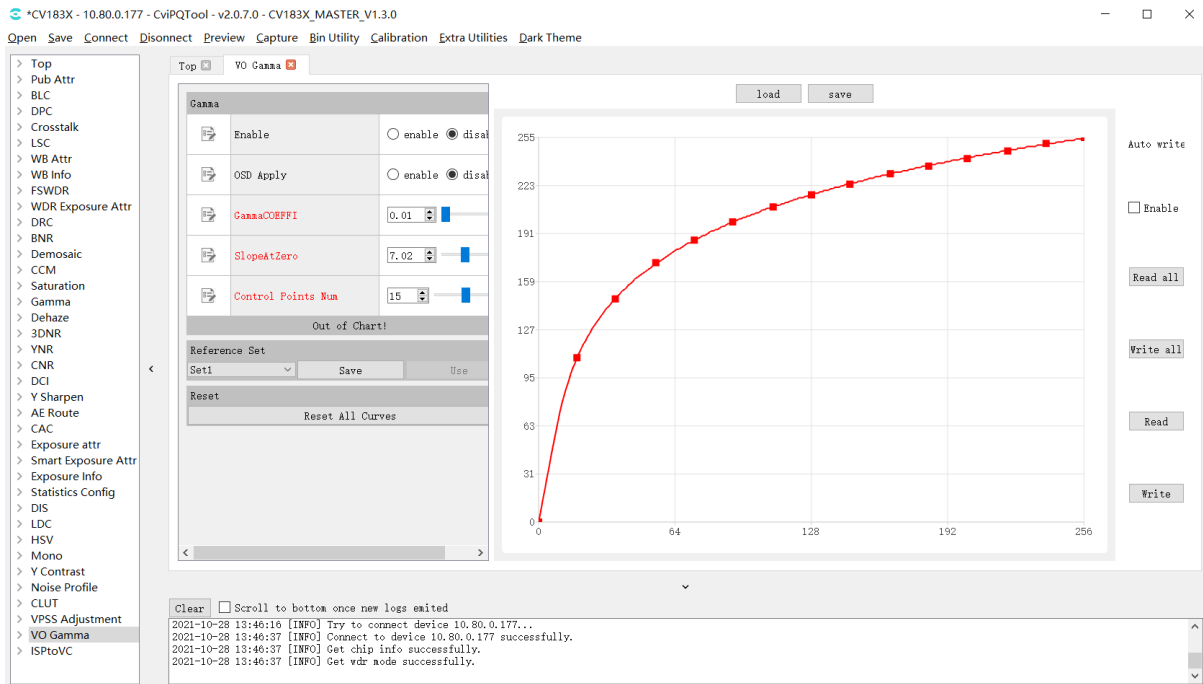 *CV183X - 10.80.0.177 - CviPQTool - v2.0.7.0 - CV183X_MASTER_V1.3.0
Open Save Connect Disonnect Preview Capture Bin Utility Calibration Extra Utilities Dark Theme
Top
Pub Attr
BLC
DPC
Crosstalk
LSC
WB Attr
WB Info
FSWDR
WDR Exposure Attr
DRC
BNR
Demosaic
CCM
Saturation
Gamma
Dehaze
3DNR
YNR
CNR
DCI
Y Sharpen
AE Route
CAC
Exposure attr
Smart Exposure Attr
Exposure Info
Statistics Config
DIS
LDC
HSV
Mono
Y Contrast
Noise Profile
CLUT
VPSS Adjustment
VO Gamma
ISPtoVC
Top VO Gamma
Gamma
Enable enable disabl
OSD Apply enable disabl
GammaCOEFFI 0.01
SlopeAtZero 7.02
Control Points Num 15
Out of Chart!
Reference Set
Set1 Save Use
Reset
Reset All Curves
load save
255
223
191
159
127
95
63
31
0
0 64 128 192 256
Auto write
Enable
Read all
Write all
Read
Write
Clear Scroll to bottom once new logs emited
2021-10-28 13:46:16 [INFO] Try to connect device 10.80.0.177...
2021-10-28 13:46:37 [INFO] Connect to device 10.80.0.177 successfully.
2021-10-28 13:46:37 [INFO] Get chip info successfully.
2021-10-28 13:46:37 [INFO] Get wdr mode successfully.